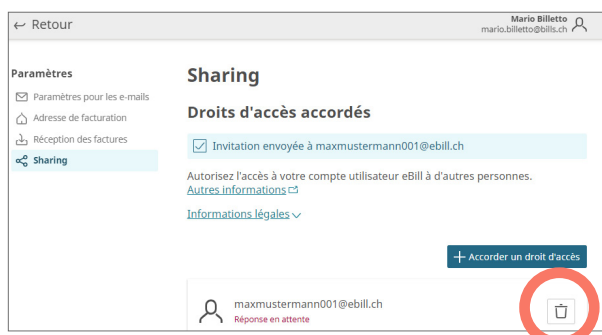 Retour
Mario Billetto
mario.billetto@bills.ch
Paramètres
Paramètres pour les e-mails
Adresse de facturation
Réception des factures
Sharing
Sharing
Droits d'accès accordés
Invitation envoyée à maxmustermann001@ebill.ch
Autorisez l'accès à votre compte utilisateur eBill à d'autres personnes.
Autres informations
Informations légales
Accorder un droit d'accès
maxmustermann001@ebill.ch
Réponse en attente